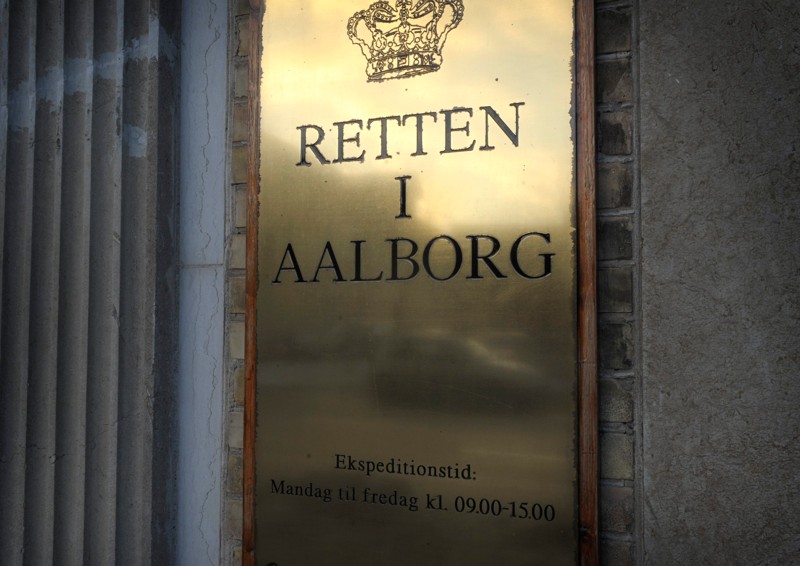 RETTEN
I
AALBORG
Ekspeditionstid:
Mandag til fredag kl. 09.00-15.00